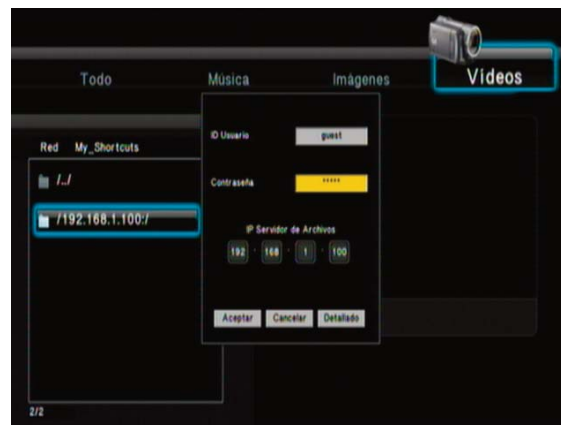 Todo Música Imágenes Vídeos
Red My_Shortcuts
/../
/192.168.1.100:/
2/2
ID Usuario guest
Contraseña *****
IP Servidor de Archivos
192 · 168 · 1 · 100
Aceptar Cancelar Detallado